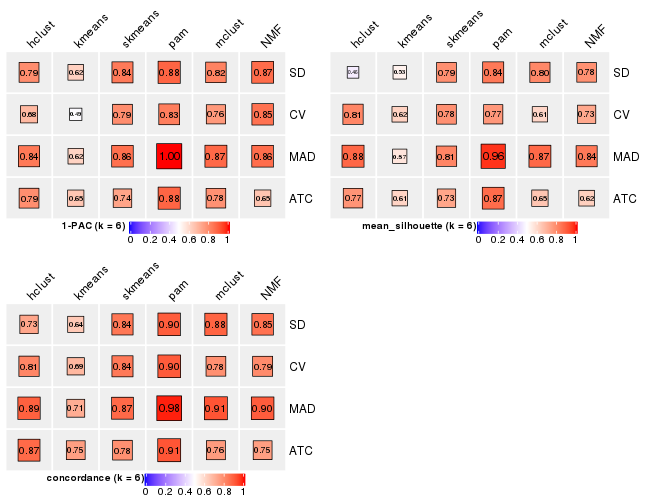 hclust kmeans skmeans pam mclust NMF
0.79 0.62 0.84 0.88 0.82 0.87 SD
0.68 0.49 0.79 0.83 0.76 0.85 CV
0.84 0.62 0.86 1.00 0.87 0.86 MAD
0.79 0.65 0.74 0.88 0.78 0.65 ATC
1-PAC (k = 6)
0 0.2 0.4 0.6 0.8 1
hclust kmeans skmeans pam mclust NMF
0.53 0.79 0.84 0.80 0.78 SD
0.81 0.62 0.78 0.77 0.61 0.73 CV
0.88 0.57 0.81 0.96 0.87 0.84 MAD
0.77 0.61 0.73 0.87 0.65 0.62 ATC
mean_silhouette (k = 6)
0 0.2 0.4 0.6 0.8 1
hclust kmeans skmeans pam mclust NMF
0.73 0.64 0.84 0.90 0.88 0.85 SD
0.81 0.69 0.84 0.90 0.78 0.79 CV
0.89 0.71 0.87 0.98 0.91 0.90 MAD
0.87 0.75 0.78 0.91 0.76 0.75 ATC
concordance (k = 6)
0 0.2 0.4 0.6 0.8 1